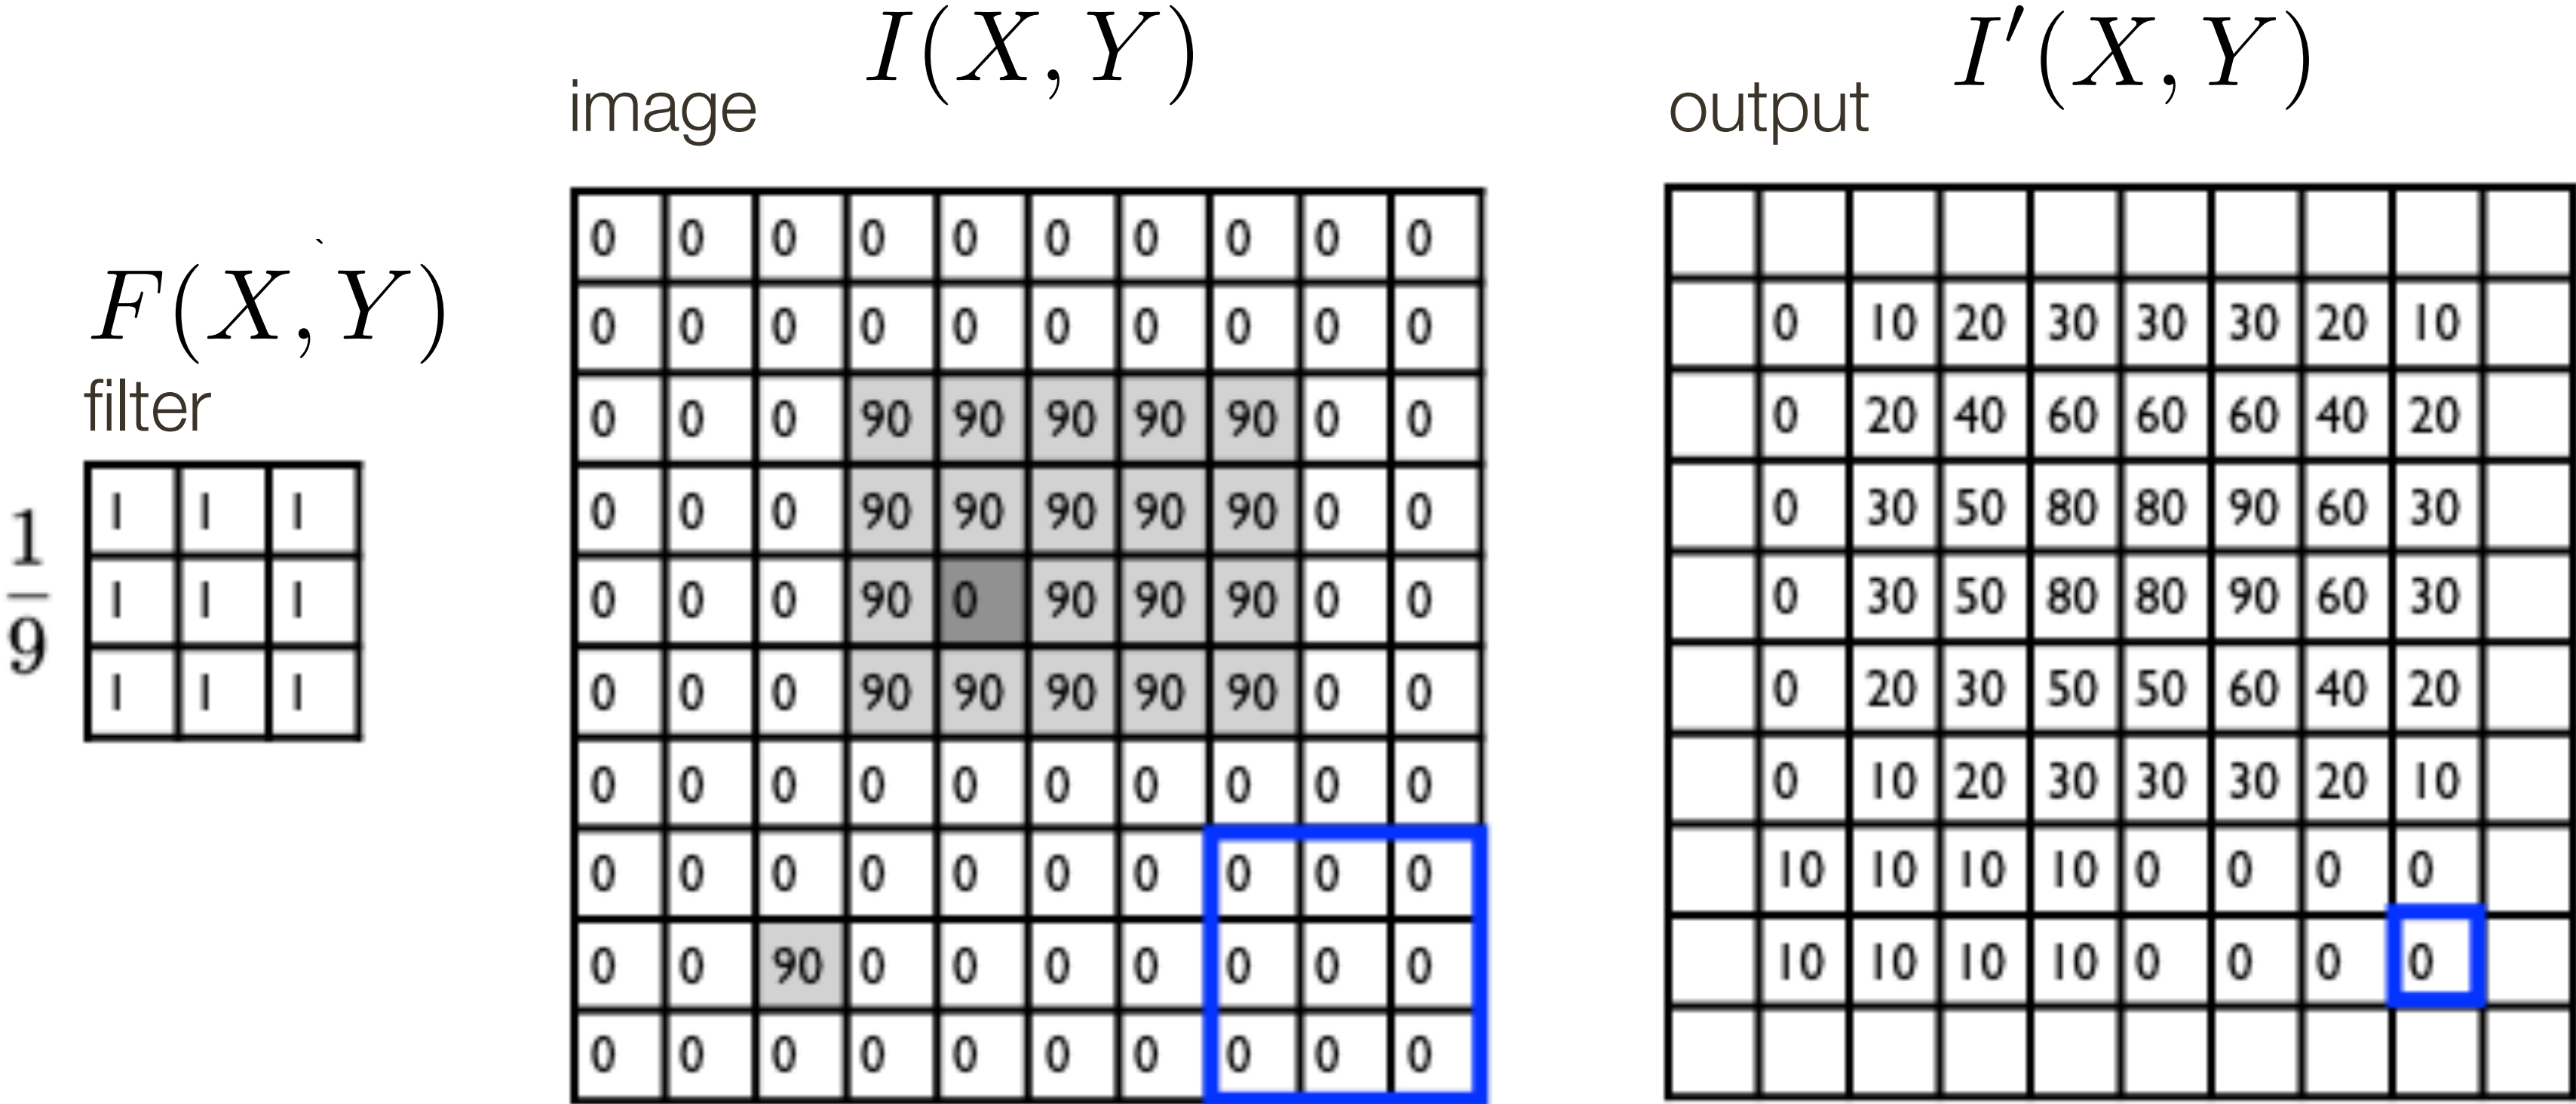 I(X, Y)
image
I'(X, Y)
output
F(X, Y)
filter
1/9
1 1 1
1 1 1
1 1 1
0 0 0 0 0 0 0 0 0 0
0 0 0 0 0 0 0 0 0 0
0 0 0 90 90 90 90 90 0 0
0 0 0 90 90 90 90 90 0 0
0 0 0 90 0 90 90 90 0 0
0 0 0 90 90 90 90 90 0 0
0 0 0 0 0 0 0 0 0 0
0 0 0 0 0 0 0 0 0 0
0 0 90 0 0 0 0 0 0 0
0 0 0 0 0 0 0 0 0 0
0 10 20 30 30 30 20 10
0 20 40 60 60 60 40 20
0 30 50 80 80 90 60 30
0 30 50 80 80 90 60 30
0 20 30 50 50 60 40 20
0 10 20 30 30 30 20 10
10 10 10 10 0 0 0 0
10 10 10 10 0 0 0 0